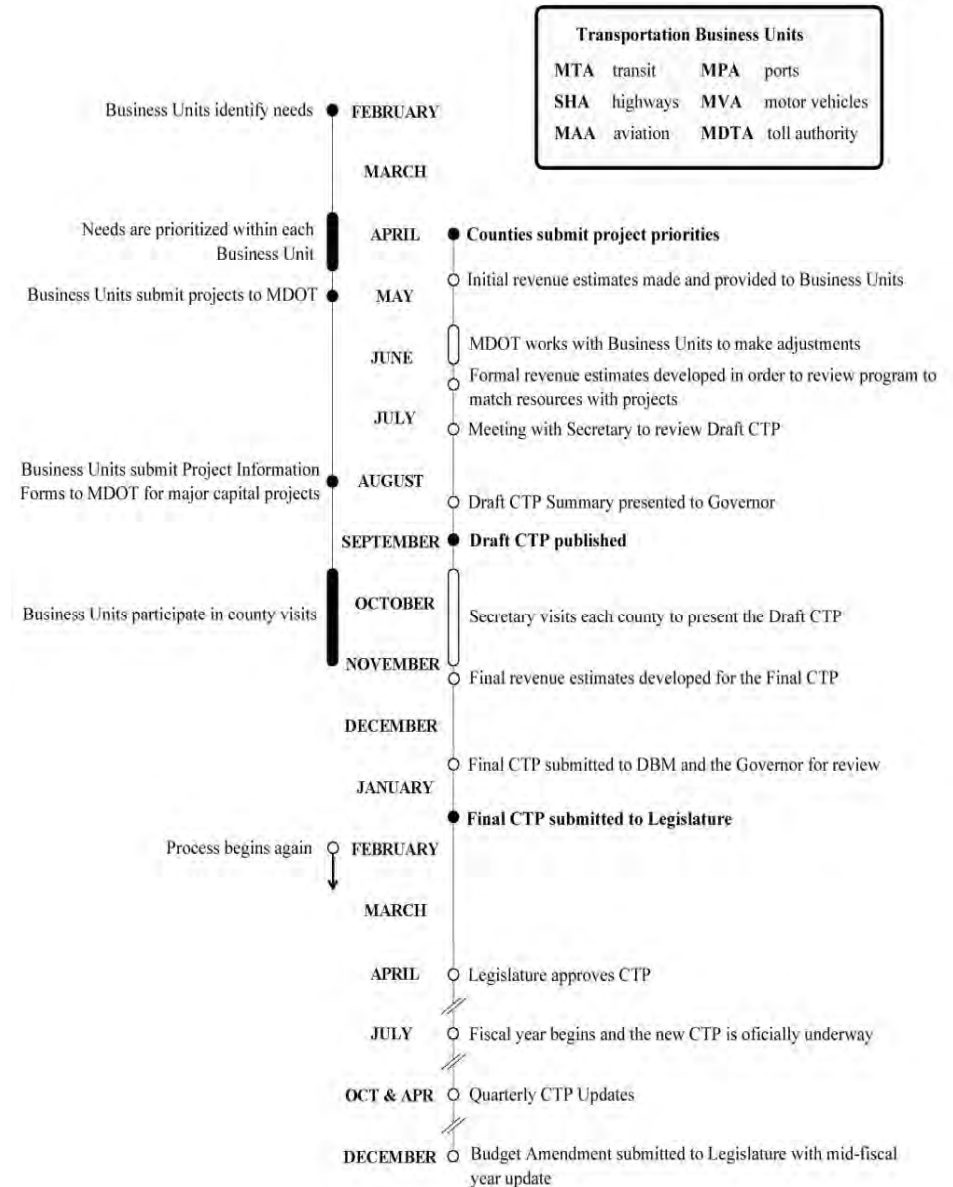 Transportation Business Units
MTA transit MPA ports
SHA highways MVA motor vehicles
MAA aviation MDTA toll authority
Business Units identify needs FEBRUARY
MARCH
Needs are prioritized within each
Business Unit
APRIL Counties submit project priorities
Initial revenue estimates made and provided to Business Units
Business Units submit projects to MDOT MAY
MDOT works with Business Units to make adjustments
JUNE
Formal revenue estimates developed in order to review program to
match resources with projects
JULY
Meeting with Secretary to review Draft CTP
Business Units submit Project Information
Forms to MDOT for major capital projects
AUGUST
Draft CTP Summary presented to Governor
SEPTEMBER Draft CTP published
OCTOBER
Business Units participate in county visits
Secretary visits each county to present the Draft CTP
NOVEMBER
Final revenue estimates developed for the Final CTP
DECEMBER
Final CTP submitted to DBM and the Governor for review
JANUARY
Final CTP submitted to Legislature
Process begins again FEBRUARY
MARCH
APRIL Legislature approves CTP
JULY Fiscal year begins and the new CTP is oficially underway
OCT & APR Quarterly CTP Updates
DECEMBER Budget Amendment submitted to Legislature with mid-fiscal
year update